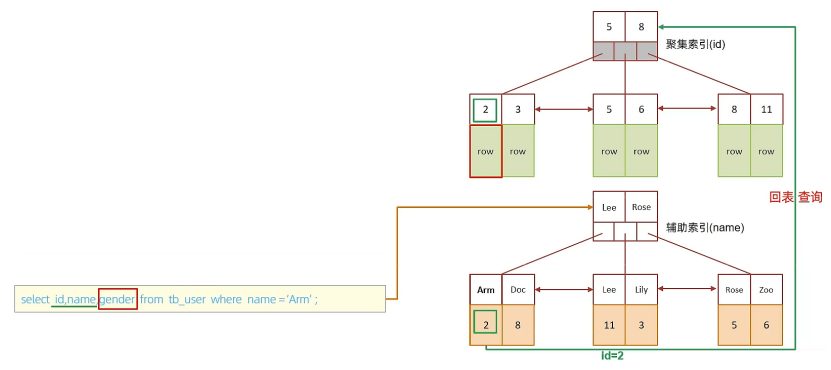 5 8
聚集索引(id)
2 3 5 6 8 11
row row row row row row
回表 查询
Lee Rose
辅助索引(name)
select id,name,gender from tb_user where name = 'Arm' ;
Arm Doc Lee Lily Rose Zoo
2 8 11 3 5 6
id=2